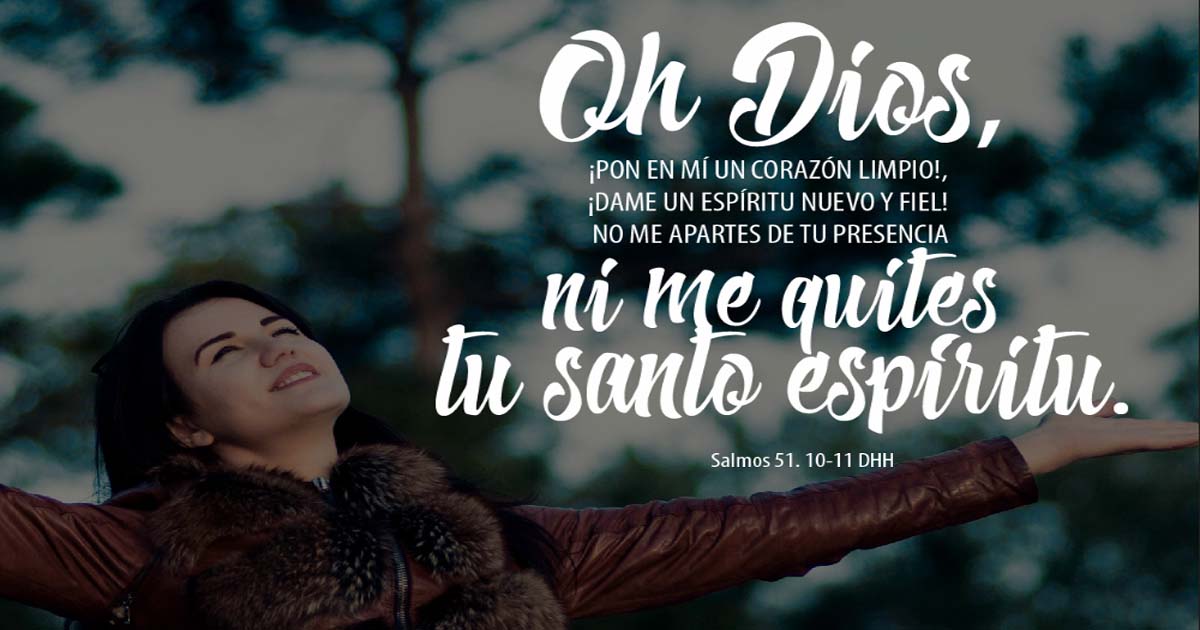 Oh Dios,
¡PON EN MÍ UN CORAZÓN LIMPIO!,
¡DAME UN ESPÍRITU NUEVO Y FIEL!
NO ME APARTES DE TU PRESENCIA
ni me quites
tu santo espíritu.
Salmos 51. 10-11 DHH